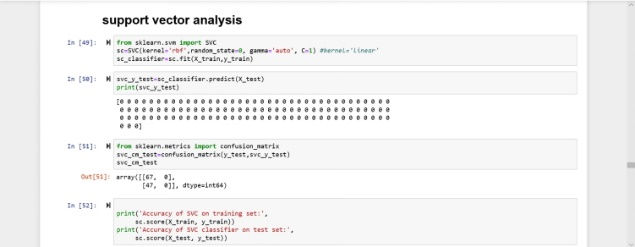 support vector analysis
In [49]:
from sklearn.svm import SVC
sc=SVC(kernel='rbf',random_state=0, gamma='auto', C=1) #kernel='linear'
sc_classifier=sc.fit(X_train,y_train)
In [50]:
svc_y_test=sc_classifier.predict(X_test)
print(svc_y_test)
[0 0 0 0 0 0 0 0 0 0 0 0 0 0 0 0 0 0 0 0 0 0 0 0 0 0 0 0 0 0 0 0 0 0 0 0 0
0 0 0 0 0 0 0 0 0 0 0 0 0 0 0 0 0 0 0 0 0 0 0 0 0 0 0 0 0 0 0 0 0 0 0 0 0
0 0 0 0 0 0 0 0 0 0 0 0 0 0 0 0 0 0 0 0 0 0 0 0 0 0 0 0 0 0 0 0 0 0 0 0 0
0 0 0]
In [51]:
from sklearn.metrics import confusion_matrix
svc_cm_test=confusion_matrix(y_test,svc_y_test)
svc_cm_test
Out[51]: array([[67, 0],
[47, 0]], dtype=int64)
In [52]:
print('Accuracy of SVC on training set:',
sc.score(X_train, y_train))
print('Accuracy of SVC classifier on test set:',
sc.score(X_test, y_test))